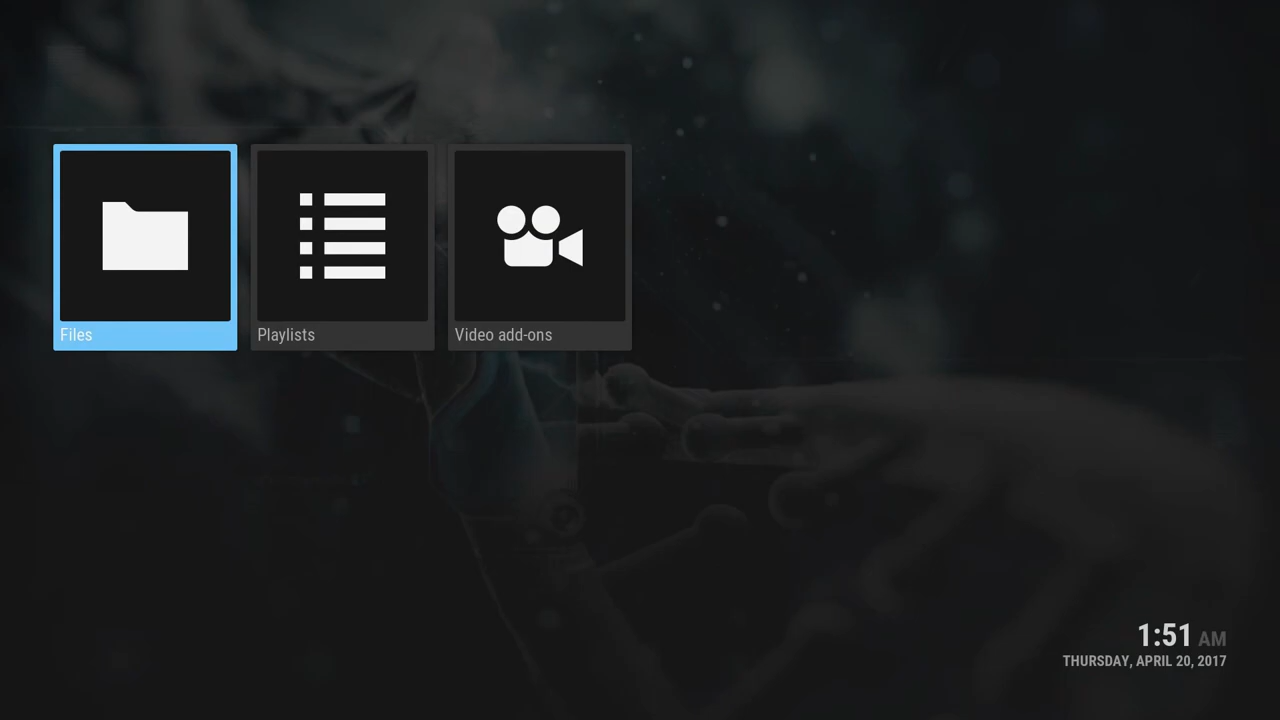 Files
Playlists
Video add-ons
1:51 AM
THURSDAY, APRIL 20, 2017